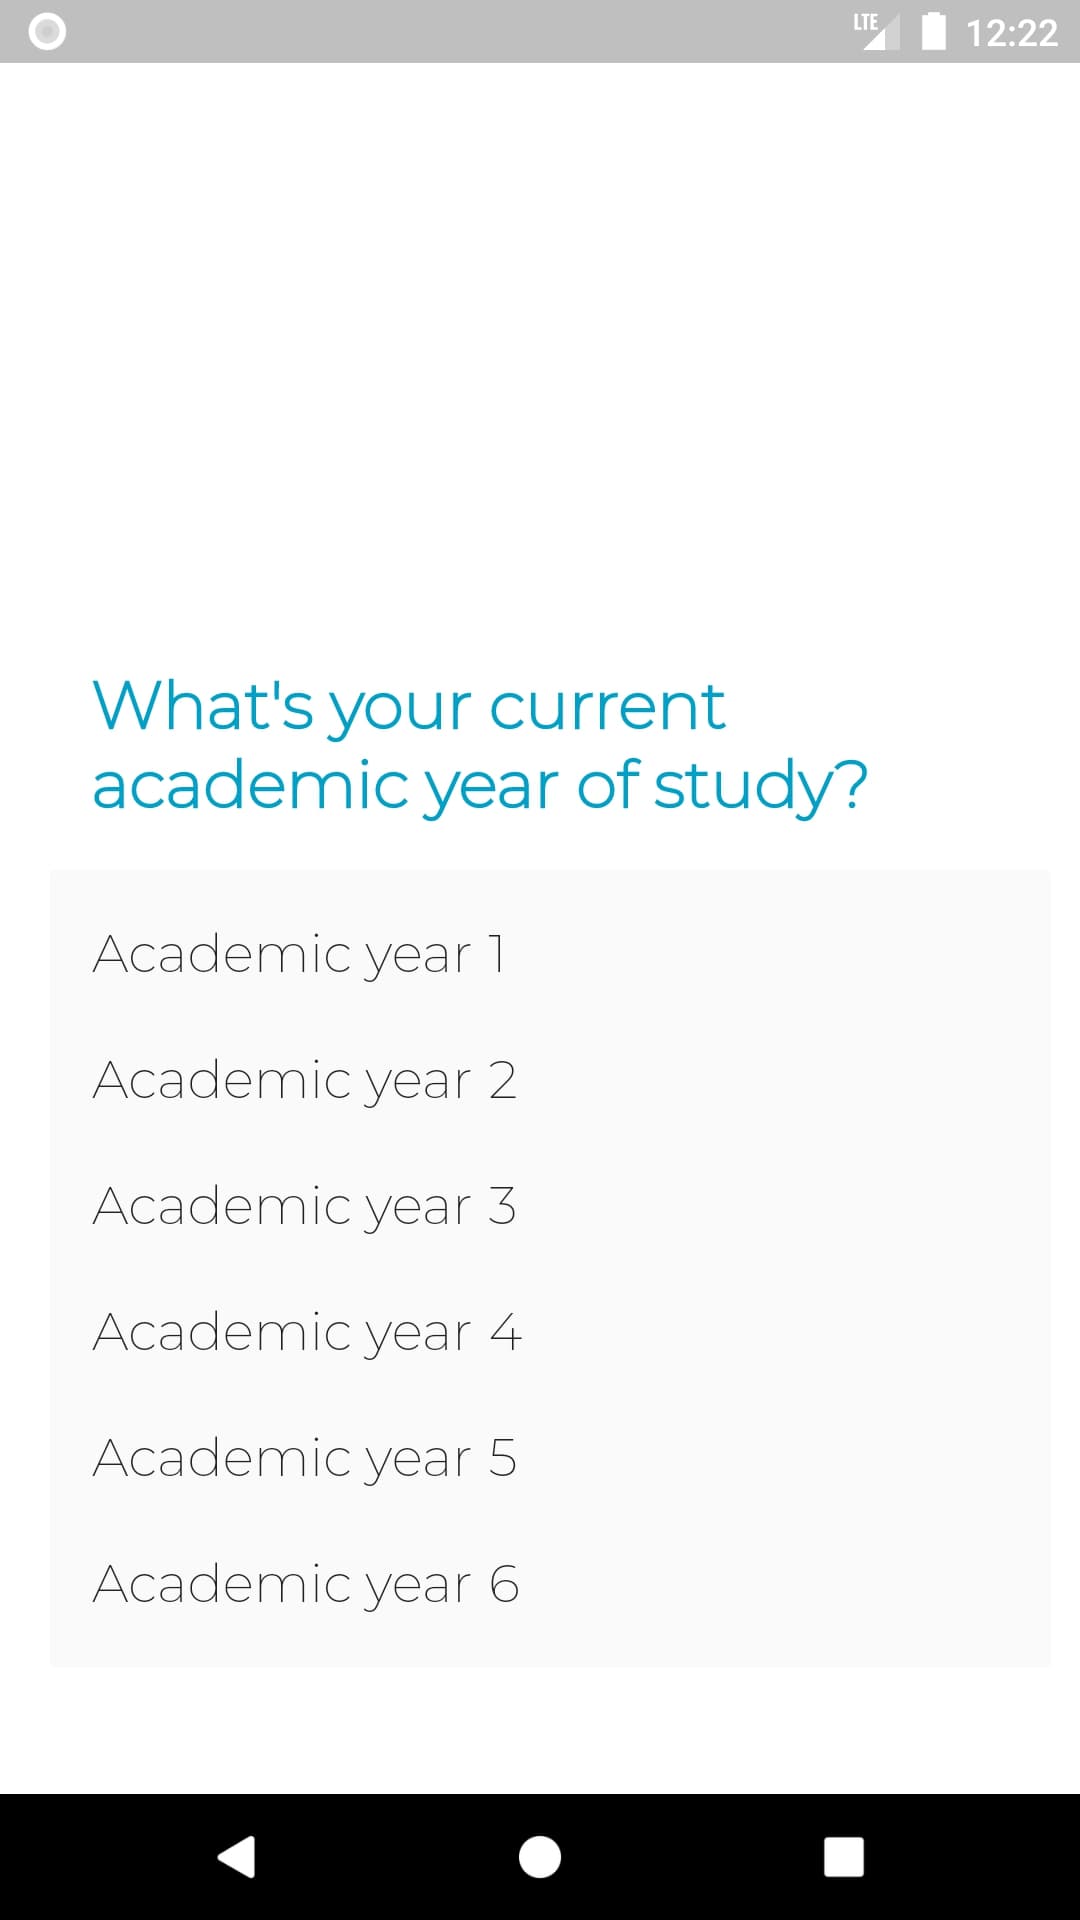 LTE 12:22
What's your current
academic year of study?
Academic year 1
Academic year 2
Academic year 3
Academic year 4
Academic year 5
Academic year 6